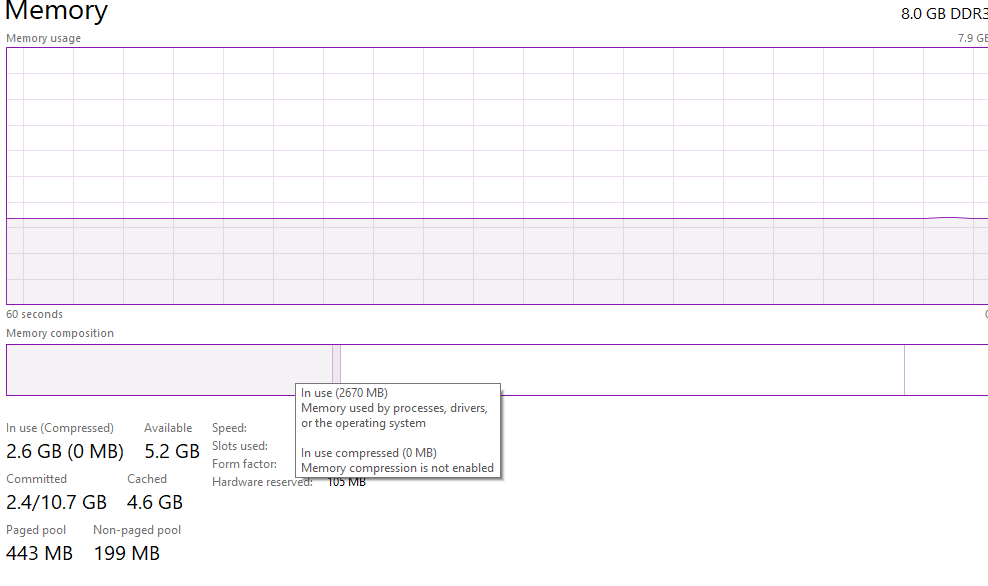 Memory
8.0 GB DDR3
Memory usage
7.9 GB
60 seconds
0
Memory composition
In use (2670 MB)
Memory used by processes, drivers,
or the operating system
In use compressed (0 MB)
Memory compression is not enabled
In use (Compressed)
Available
2.6 GB (0 MB)
5.2 GB
Committed
Cached
2.4/10.7 GB
4.6 GB
Paged pool
Non-paged pool
443 MB
199 MB
Speed:
Slots used:
Form factor:
Hardware reserved:
105 MB